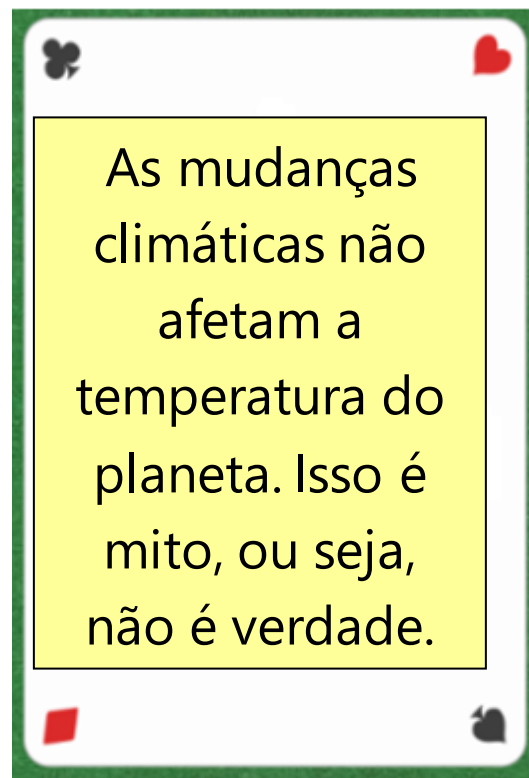 As mudanças
climáticas não
afetam a
temperatura do
planeta. Isso é
mito, ou seja,
não é verdade.